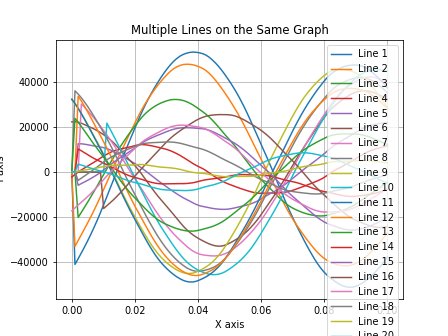 Multiple Lines on the Same Graph
40000
20000
0
−20000
−40000
0.00
0.02
0.04
0.06
X axis
Line 1
Line 2
Line 3
Line 4
Line 5
Line 6
Line 7
Line 8
Line 9
Line 10
Line 11
Line 12
Line 13
Line 14
Line 15
Line 16
Line 17
Line 18
Line 19
Line 20